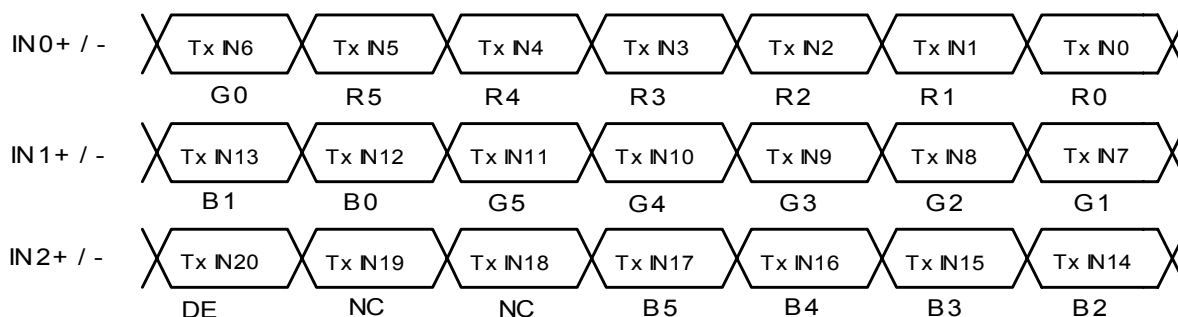 IN0+ / - Tx IN6 Tx IN5 Tx IN4 Tx IN3 Tx IN2 Tx IN1 Tx IN0
G0 R5 R4 R3 R2 R1 R0
IN1+ / - Tx IN13 Tx IN12 Tx IN11 Tx IN10 Tx IN9 Tx IN8 Tx IN7
B1 B0 G5 G4 G3 G2 G1
IN2+ / - Tx IN20 Tx IN19 Tx IN18 Tx IN17 Tx IN16 Tx IN15 Tx IN14
DE NC NC B5 B4 B3 B2